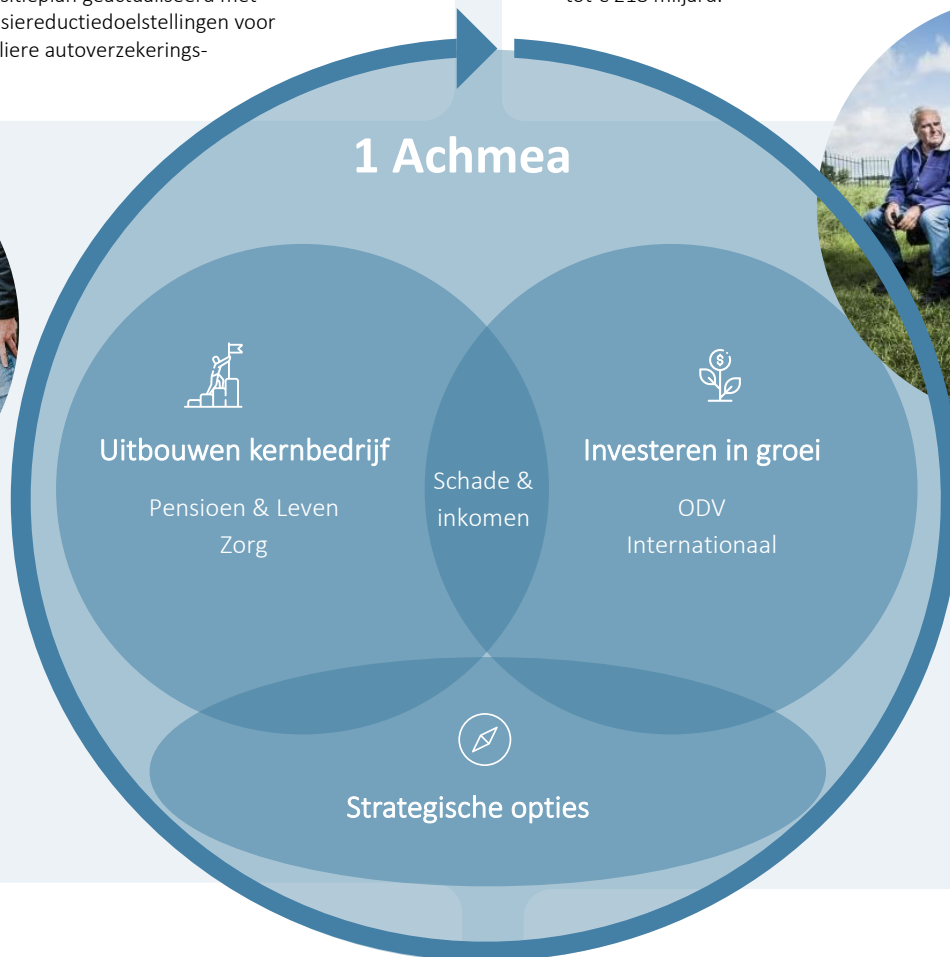 siereductiedoelstellingen voor
liere autoverzekerings-
1 Achmea
Uitbouwen kernbedrijf
Pensioen & Leven
Zorg
Schade &
inkomen
Investeren in groei
ODV
Internationaal
Strategische opties